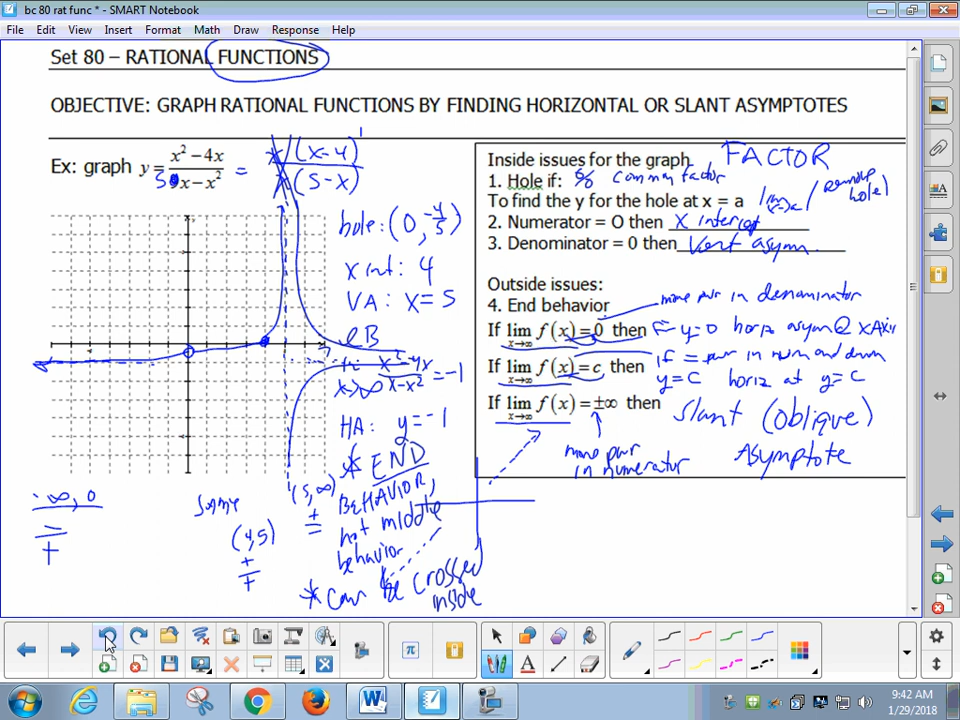 bc 80 rat func * - SMART Notebook
File Edit View Insert Format Math Draw Response Help
Set 80 – RATIONAL FUNCTIONS
OBJECTIVE: GRAPH RATIONAL FUNCTIONS BY FINDING HORIZONTAL OR SLANT ASYMPTOTES
Ex: graph y = (x² – 4x)/(5x – x²) = x(x-4)¹/x(5-x)
hole: (0, -4/5)
x int: 4
VA: x = 5
EB
x→∞ (x²-4x)/(x-x²) = -1
HA: y = -1
* END
BEHAVIOR,
not middle
behavior
* can be crossed
inside
-∞, 0
(4,5)
(5, ∞)
Inside issues for the graph FACTOR
1. Hole if: 0/0 common factor
To find the y for the hole at x = a lim x→a (remove hole)
2. Numerator = O then x intercept
3. Denominator = 0 then vert asym.
Outside issues:
4. End behavior
more pwr in denominator
If lim x→∞ f(x) = 0 then y=0 horiz asym @ x Axis
if = pwr in num and denom
If lim x→∞ f(x) = c, then y = c horiz at y = c
If lim x→∞ f(x) = ±∞ then Slant (oblique)
Asymptote
more pwr
in numerator
9:42 AM
1/29/2018